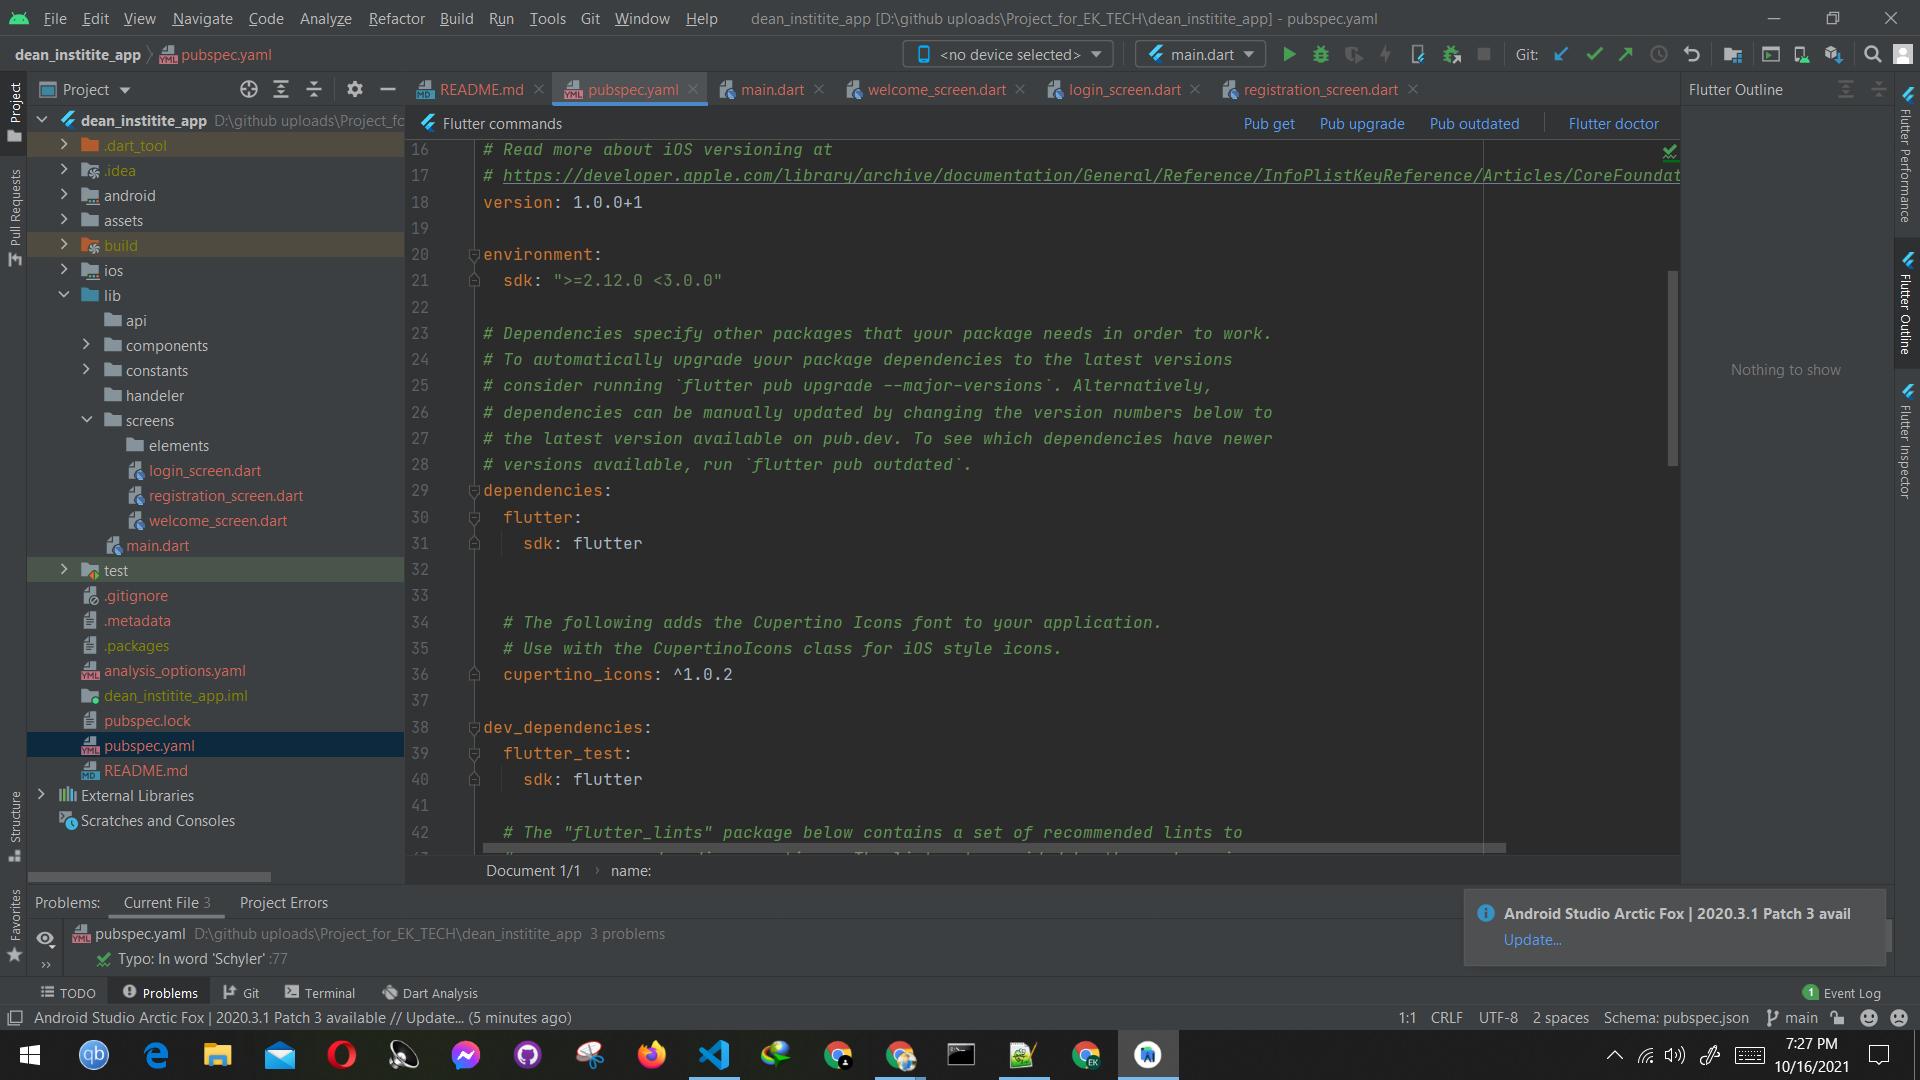 File Edit View Navigate Code Analyze Refactor Build Run Tools Git Window Help dean_institite_app [D:\github uploads\Project_for_EK_TECH\dean_institite_app] - pubspec.yaml
dean_institite_app pubspec.yaml <no device selected> main.dart Git:
Project README.md pubspec.yaml main.dart welcome_screen.dart login_screen.dart registration_screen.dart Flutter Outline
Flutter commands Pub get Pub upgrade Pub outdated Flutter doctor
Project
Pull Requests
Structure
Favorites
dean_institite_app D:\github uploads\Project_fc
.dart_tool
.idea
android
assets
build
ios
lib
api
components
constants
handeler
screens
elements
login_screen.dart
registration_screen.dart
welcome_screen.dart
main.dart
test
.gitignore
.metadata
.packages
analysis_options.yaml
dean_institite_app.iml
pubspec.lock
pubspec.yaml
README.md
External Libraries
Scratches and Consoles
16 # Read more about iOS versioning at
17 # https://developer.apple.com/library/archive/documentation/General/Reference/InfoPlistKeyReference/Articles/CoreFoundat
18 version: 1.0.0+1
19
20 environment:
21 sdk: ">=2.12.0 <3.0.0"
22
23 # Dependencies specify other packages that your package needs in order to work.
24 # To automatically upgrade your package dependencies to the latest versions
25 # consider running `flutter pub upgrade --major-versions`. Alternatively,
26 # dependencies can be manually updated by changing the version numbers below to
27 # the latest version available on pub.dev. To see which dependencies have newer
28 # versions available, run `flutter pub outdated`.
29 dependencies:
30 flutter:
31 sdk: flutter
32
33
34 # The following adds the Cupertino Icons font to your application.
35 # Use with the CupertinoIcons class for iOS style icons.
36 cupertino_icons: ^1.0.2
37
38 dev_dependencies:
39 flutter_test:
40 sdk: flutter
41
42 # The "flutter_lints" package below contains a set of recommended lints to
Document 1/1 name:
Nothing to show
Flutter Performance
Flutter Outline
Flutter Inspector
Problems: Current File 3 Project Errors
pubspec.yaml D:\github uploads\Project_for_EK_TECH\dean_institite_app 3 problems
Typo: In word 'Schyler' :77
Android Studio Arctic Fox | 2020.3.1 Patch 3 avail
Update...
TODO Problems Git Terminal Dart Analysis 1 Event Log
Android Studio Arctic Fox | 2020.3.1 Patch 3 available // Update... (5 minutes ago) 1:1 CRLF UTF-8 2 spaces Schema: pubspec.json main
qb EK
7:27 PM
10/16/2021